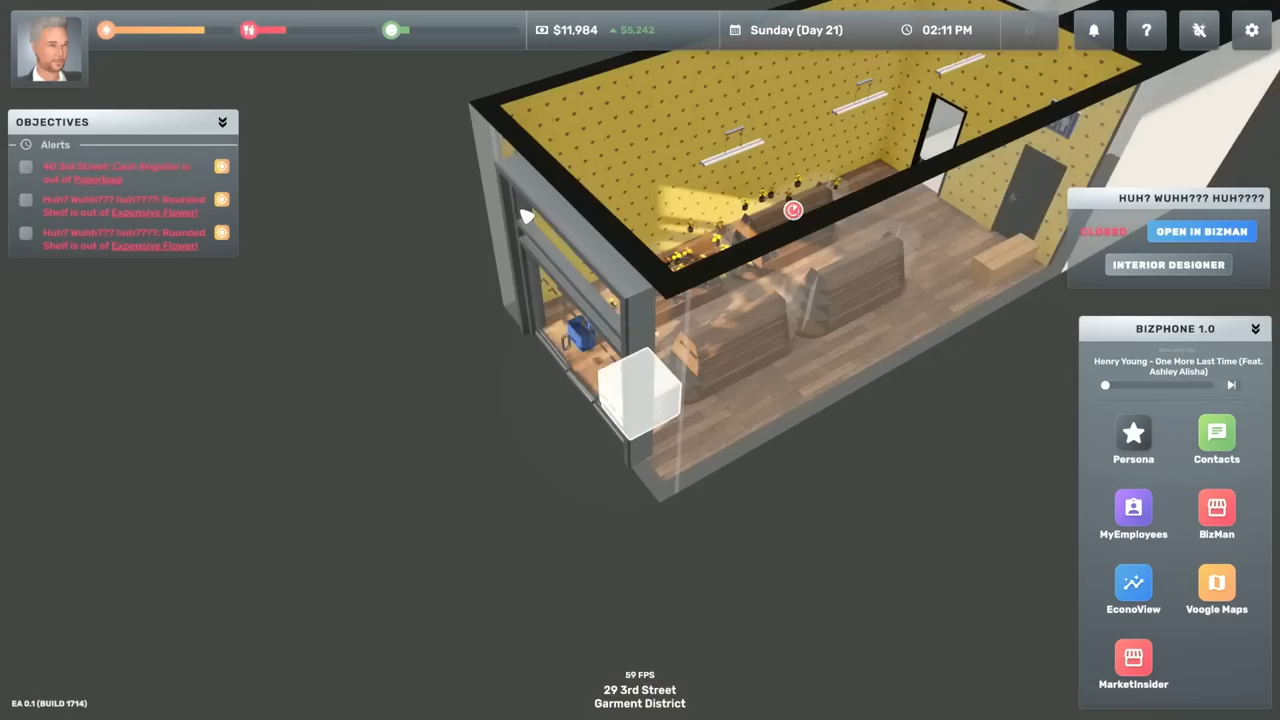 $11,984
$5,242
Sunday (Day 21)
02:11 PM
?
OBJECTIVES
Alerts
40 3rd Street: Cash Register is
out of Paperbag!
Huh? Wuhh??? huh????: Rounded
Shelf is out of Expensive Flower!
Huh? Wuhh??? huh????: Rounded
Shelf is out of Expensive Flower!
HUH? WUHH??? HUH????
CLOSED
OPEN IN BIZMAN
INTERIOR DESIGNER
BIZPHONE 1.0
Henry Young - One More Last Time (Feat.
Ashley Alisha)
Persona
Contacts
MyEmployees
BizMan
EconoView
Voogle Maps
MarketInsider
59 FPS
29 3rd Street
Garment District
EA 0.1 (BUILD 1714)